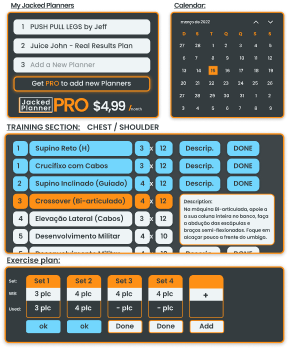 My Jacked Planners
1 PUSH PULL LEGS by Jeff
2 Juice John - Real Results Plan
3 Add a New Planner
Get PRO to add new Planners
Jacked Planner PRO $4,99 /month
Calendar:
março de 2022
D S T Q Q S S
27 28 1 2 3 4 5
6 7 8 9 10 11 12
13 14 15 16 17 18 19
20 21 22 23 24 25 26
27 28 29 30 31 1 2
3 4 5 6 7 8 9
TRAINING SECTION: CHEST / SHOULDER
1 Supino Reto (H) 3 x 12 Descrip. DONE
1 Crucifixo com Cabos 3 x 12 Descrip. DONE
2 Supino Inclinado (Guiado) 4 x 12 Descrip. DONE
3 Crossover (Bi-articulado) 4 x 12
4 Elevação Lateral (Cabos) 3 x 12
5 Desenvolvimento Militar 4 x 10
Description:
No máquina Bi-articulada, apoie a
a sua coluna inteira no banco, faça
a abdução das escápulas e
braços semi-flexionados. Foque em
alcançar pouco a frente do umbigo.
Exercise plan:
Set: Set 1 Set 2 Set 3 Set 4
Will: 3 plc 4 plc 4 plc 4 plc +
Used: 3 plc 4 plc - plc - plc
ok ok Done Done Add